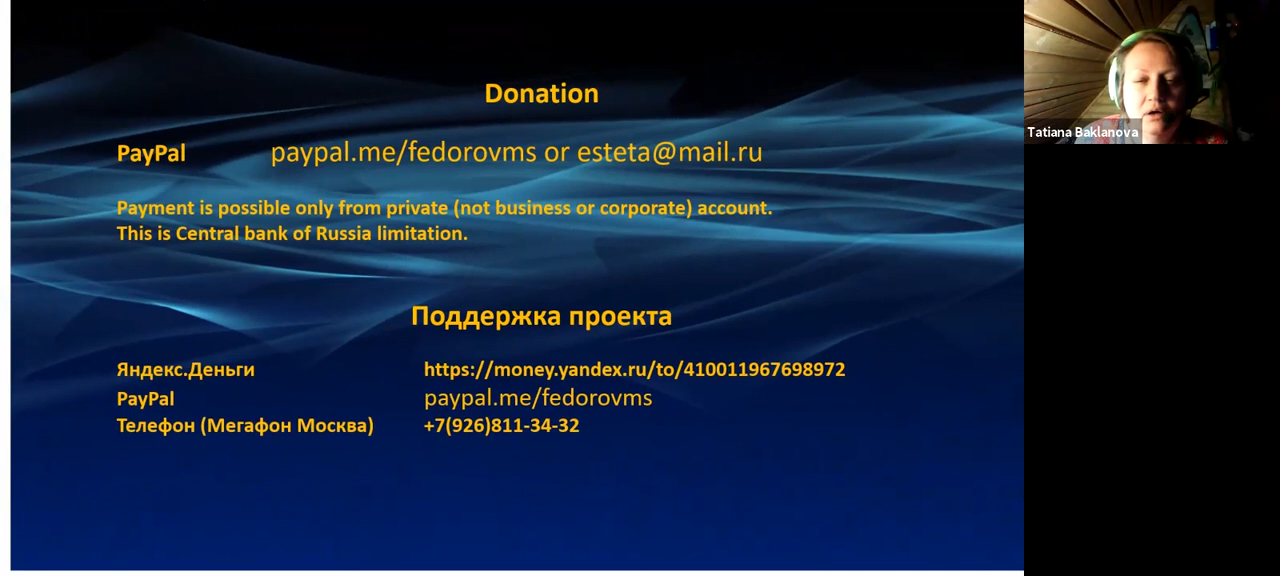 Donation
PayPal paypal.me/fedorovms or esteta@mail.ru
Payment is possible only from private (not business or corporate) account.
This is Central bank of Russia limitation.
Поддержка проекта
Яндекс.Деньги https://money.yandex.ru/to/410011967698972
PayPal paypal.me/fedorovms
Телефон (Мегафон Москва) +7(926)811-34-32
Tatiana Baklanova